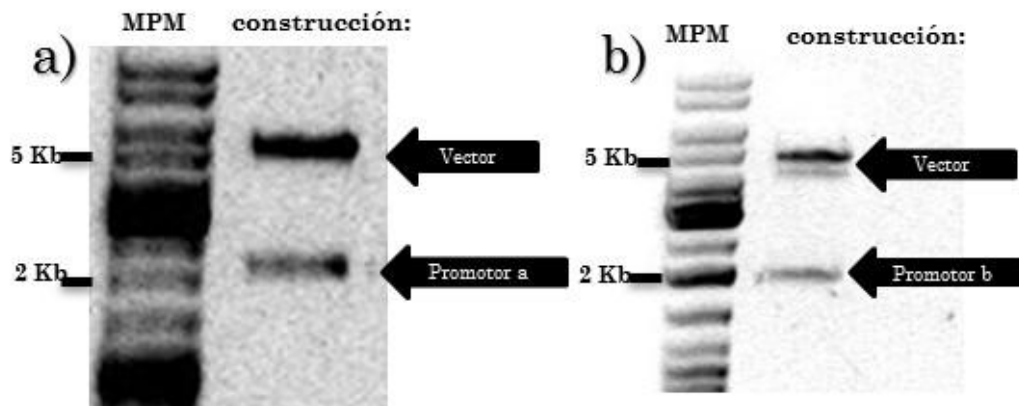 MPM construcción:
a)
5 Kb
Vector
2 Kb
Promotor a
MPM construcción:
b)
5 Kb
Vector
2 Kb
Promotor b